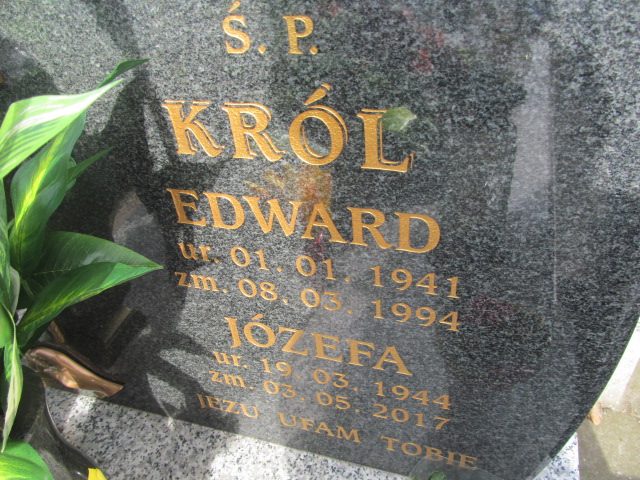 Ś. P.
KRÓL
EDWARD
ur. 01. 01. 1941
zm. 08. 03. 1994
JÓZEFA
ur. 19. 03. 1944
zm. 03. 05. 2017
JEZU UFAM TOBIE